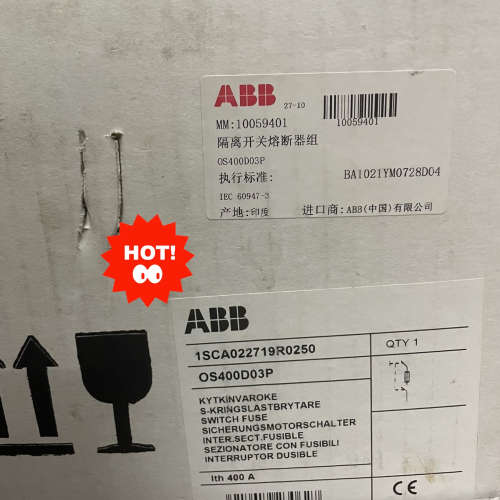 ABB
27-10
MM:10059401
10059401
隔离开关熔断器组
OS400D03P
执行标准:
BA1021YM0728D04
IEC 60947-3
产地:印度
进口商:ABB(中国)有限公司
HOT!
ABB
1SCA022719R0250
QTY 1
OS400D03P
KYTKINVAROKE
S-KRINGSLASTBRYTARE
SWITCH FUSE
SICHERUNGSMOTORSCHALTER
INTER.SECT.FUSIBLE
SEZIONATORE CON FUSIBILI
INTERRUPTOR DUSIBLE
Ith 400 A
CE